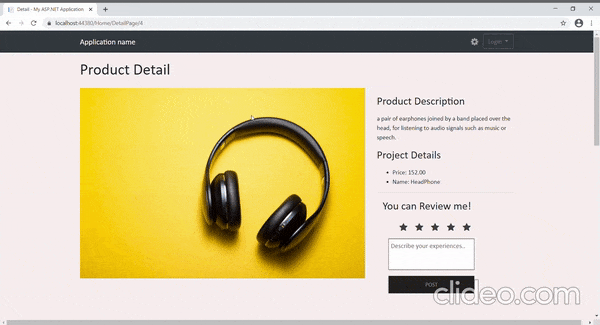 Detail - My ASP.NET Application
localhost:44380/Home/DetailPage/4
Application name
Login
Product Detail
Product Description
a pair of earphones joined by a band placed over the
head, for listening to audio signals such as music or
speech.
Project Details
Price: 152.00
Name: HeadPhone
You can Review me!
Describe your experiences..
POST
clideo.com